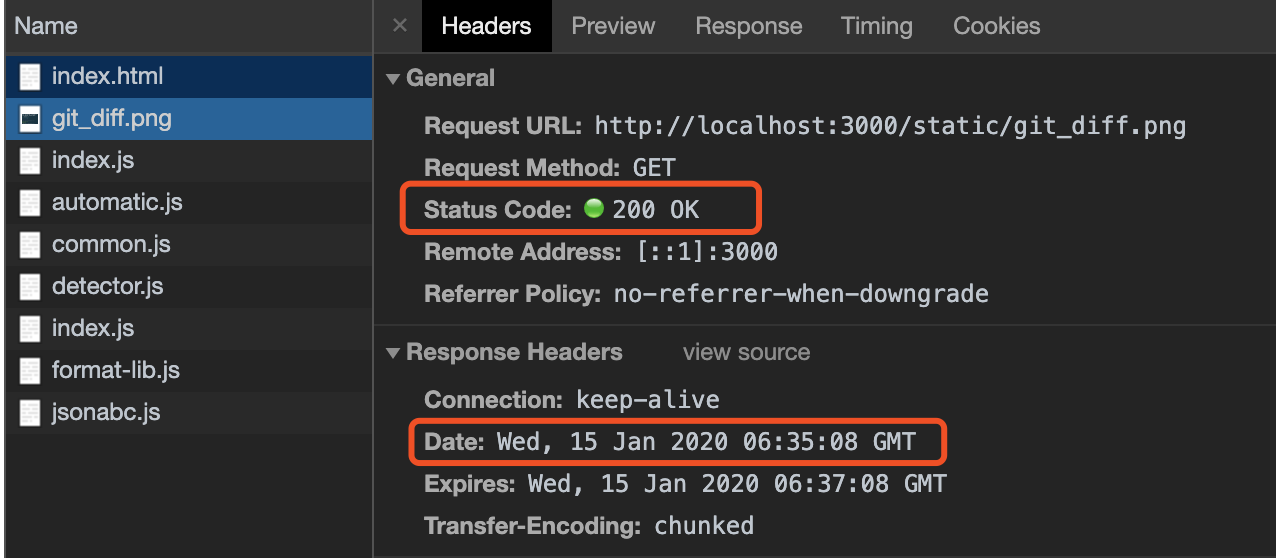 Name
index.html
git_diff.png
index.js
automatic.js
common.js
detector.js
index.js
format-lib.js
jsonabc.js
× Headers Preview Response Timing Cookies
▼ General
Request URL: http://localhost:3000/static/git_diff.png
Request Method: GET
Status Code: 200 OK
Remote Address: [::1]:3000
Referrer Policy: no-referrer-when-downgrade
▼ Response Headers view source
Connection: keep-alive
Date: Wed, 15 Jan 2020 06:35:08 GMT
Expires: Wed, 15 Jan 2020 06:37:08 GMT
Transfer-Encoding: chunked